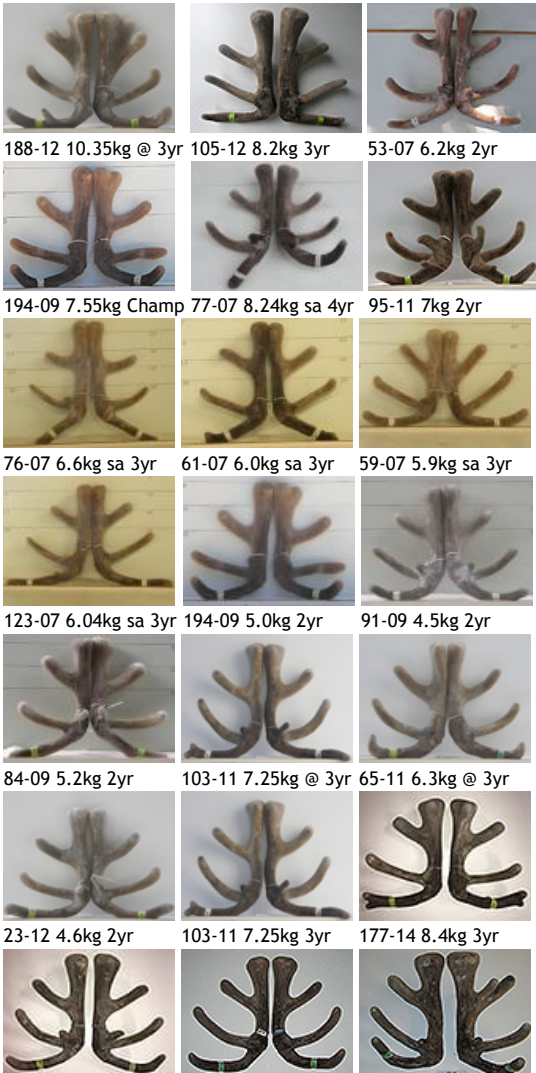 188-12 10.35kg @ 3yr 105-12 8.2kg 3yr 53-07 6.2kg 2yr
194-09 7.55kg Champ 77-07 8.24kg sa 4yr 95-11 7kg 2yr
76-07 6.6kg sa 3yr 61-07 6.0kg sa 3yr 59-07 5.9kg sa 3yr
123-07 6.04kg sa 3yr 194-09 5.0kg 2yr 91-09 4.5kg 2yr
84-09 5.2kg 2yr 103-11 7.25kg @ 3yr 65-11 6.3kg @ 3yr
23-12 4.6kg 2yr 103-11 7.25kg 3yr 177-14 8.4kg 3yr